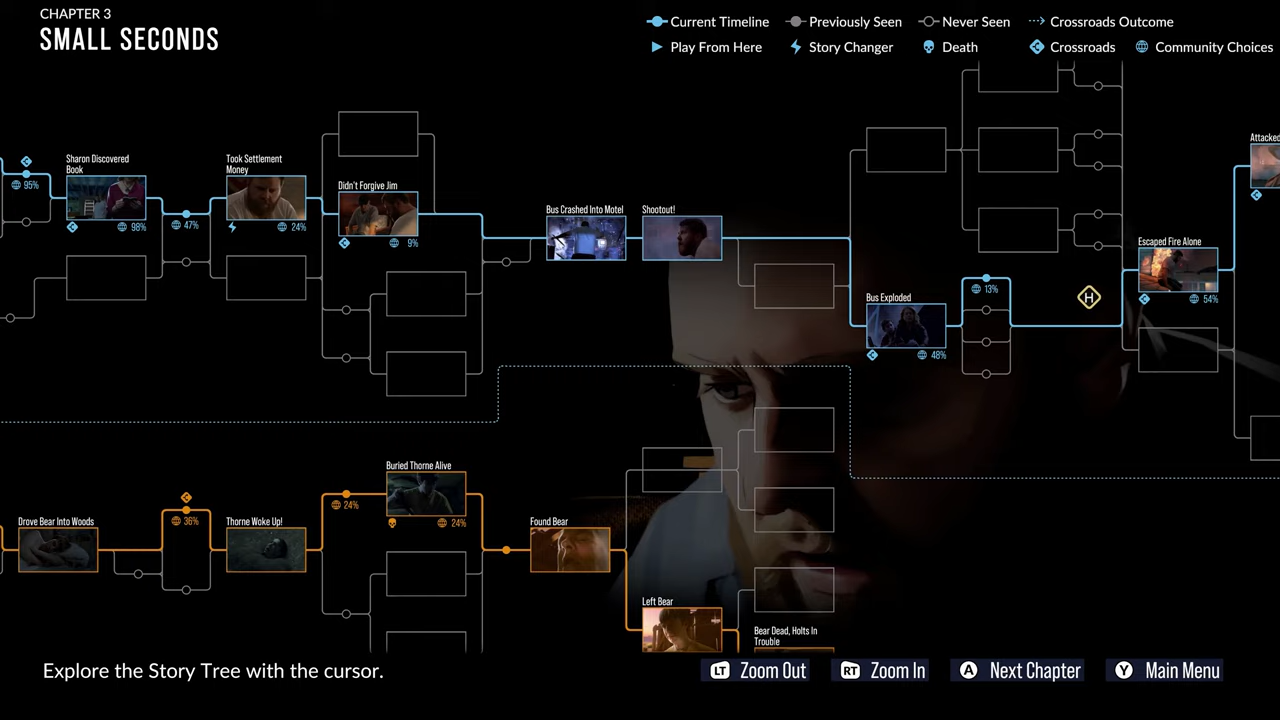 CHAPTER 3
SMALL SECONDS
Current Timeline
Previously Seen
Never Seen
Crossroads Outcome
Play From Here
Story Changer
Death
Crossroads
Community Choices
95%
Sharon Discovered
Book
98%
47%
Took Settlement
Money
24%
Didn't Forgive Jim
9%
Bus Crashed Into Motel
Shootout!
Bus Exploded
48%
13%
H
Escaped Fire Alone
54%
Attacked
Drove Bear Into Woods
36%
Thorne Woke Up!
24%
Buried Thorne Alive
24%
Found Bear
Left Bear
Bear Dead, Holts In
Trouble
Explore the Story Tree with the cursor.
LT Zoom Out
RT Zoom In
A Next Chapter
Y Main Menu